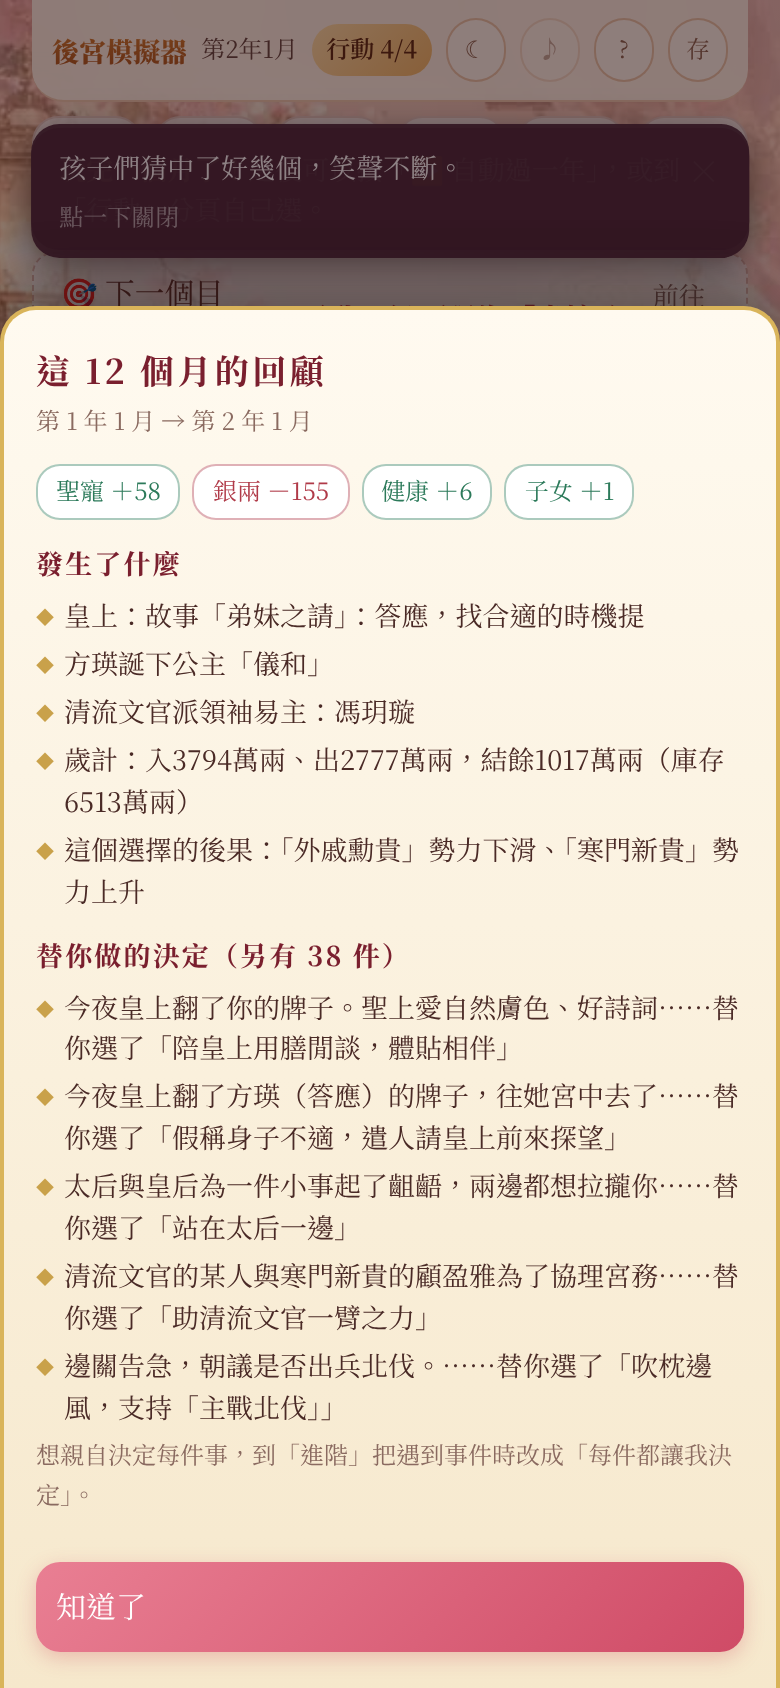 後宮模擬器 第2年1月 行動 4/4 ☾ ♪ ? 存
孩子們猜中了好幾個，笑聲不斷。
點一下關閉
🎯 下一個目 前往
這 12 個月的回顧
第 1 年 1 月 → 第 2 年 1 月
聖寵 ＋58 銀兩 －155 健康 ＋6 子女 ＋1
發生了什麼
◆ 皇上：故事「弟妹之請」：答應，找合適的時機提
◆ 方瑛誕下公主「儀和」
◆ 清流文官派領袖易主：馮玥璇
◆ 歲計：入3794萬兩、出2777萬兩，結餘1017萬兩（庫存
6513萬兩）
◆ 這個選擇的後果：「外戚勳貴」勢力下滑、「寒門新貴」勢
力上升
替你做的決定（另有 38 件）
◆ 今夜皇上翻了你的牌子。聖上愛自然膚色、好詩詞⋯⋯替
你選了「陪皇上用膳閒談，體貼相伴」
◆ 今夜皇上翻了方瑛（答應）的牌子，往她宮中去了⋯⋯替
你選了「假稱身子不適，遣人請皇上前來探望」
◆ 太后與皇后為一件小事起了齟齬，兩邊都想拉攏你⋯⋯替
你選了「站在太后一邊」
◆ 清流文官的某人與寒門新貴的顧盈雅為了協理宮務⋯⋯替
你選了「助清流文官一臂之力」
◆ 邊關告急，朝議是否出兵北伐。⋯⋯替你選了「吹枕邊
風，支持「主戰北伐」」
想親自決定每件事，到「進階」把遇到事件時改成「每件都讓我決
定」。
知道了